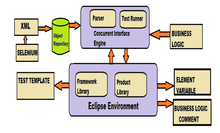 XML
Object
Repository
Parser
Test Runner
Concurrent Interface
Engine
BUSINESS
LOGIC
SELENIUM
TEST TEMPLATE
Framework
Library
Product
Library
Eclipse Environment
ELEMENT
VARIABLE
BUSINESS LOGIC
COMMENT